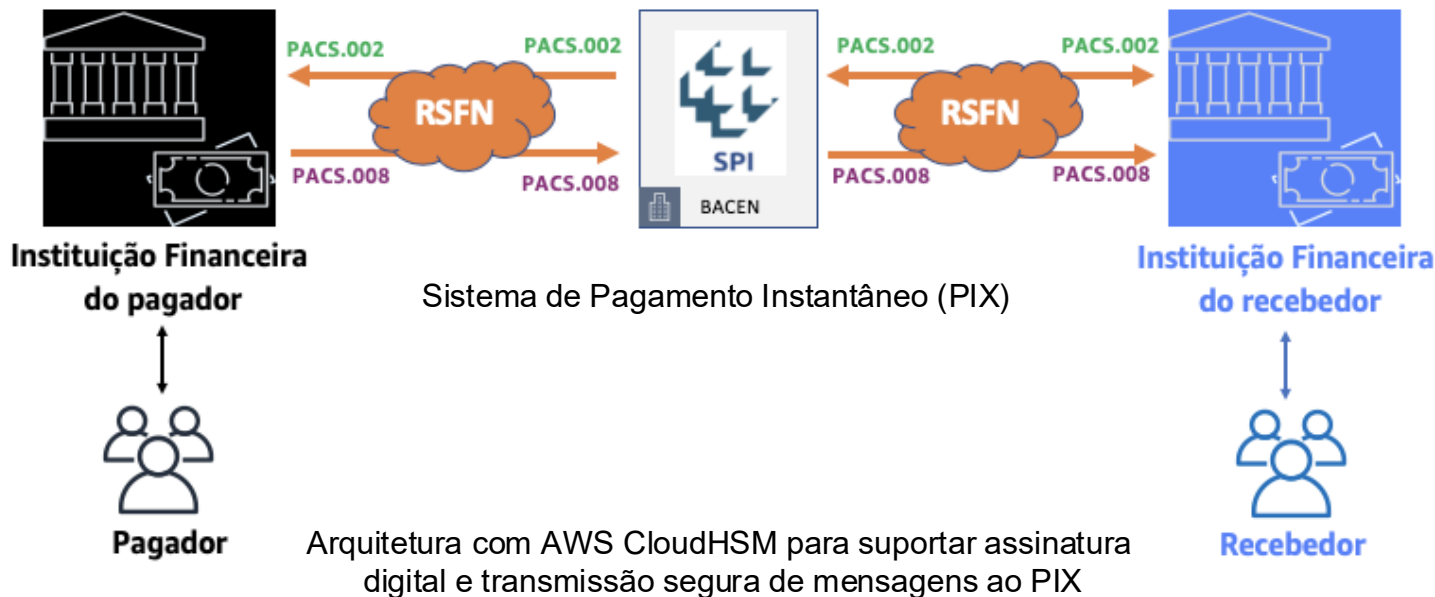 PACS.002
PACS.002
PACS.002
PACS.002
RSFN
RSFN
SPI
PACS.008
PACS.008
PACS.008
PACS.008
BACEN
Instituição Financeira
do pagador
Sistema de Pagamento Instantâneo (PIX)
Instituição Financeira
do recebedor
Pagador
Recebedor
Arquitetura com AWS CloudHSM para suportar assinatura
digital e transmissão segura de mensagens ao PIX